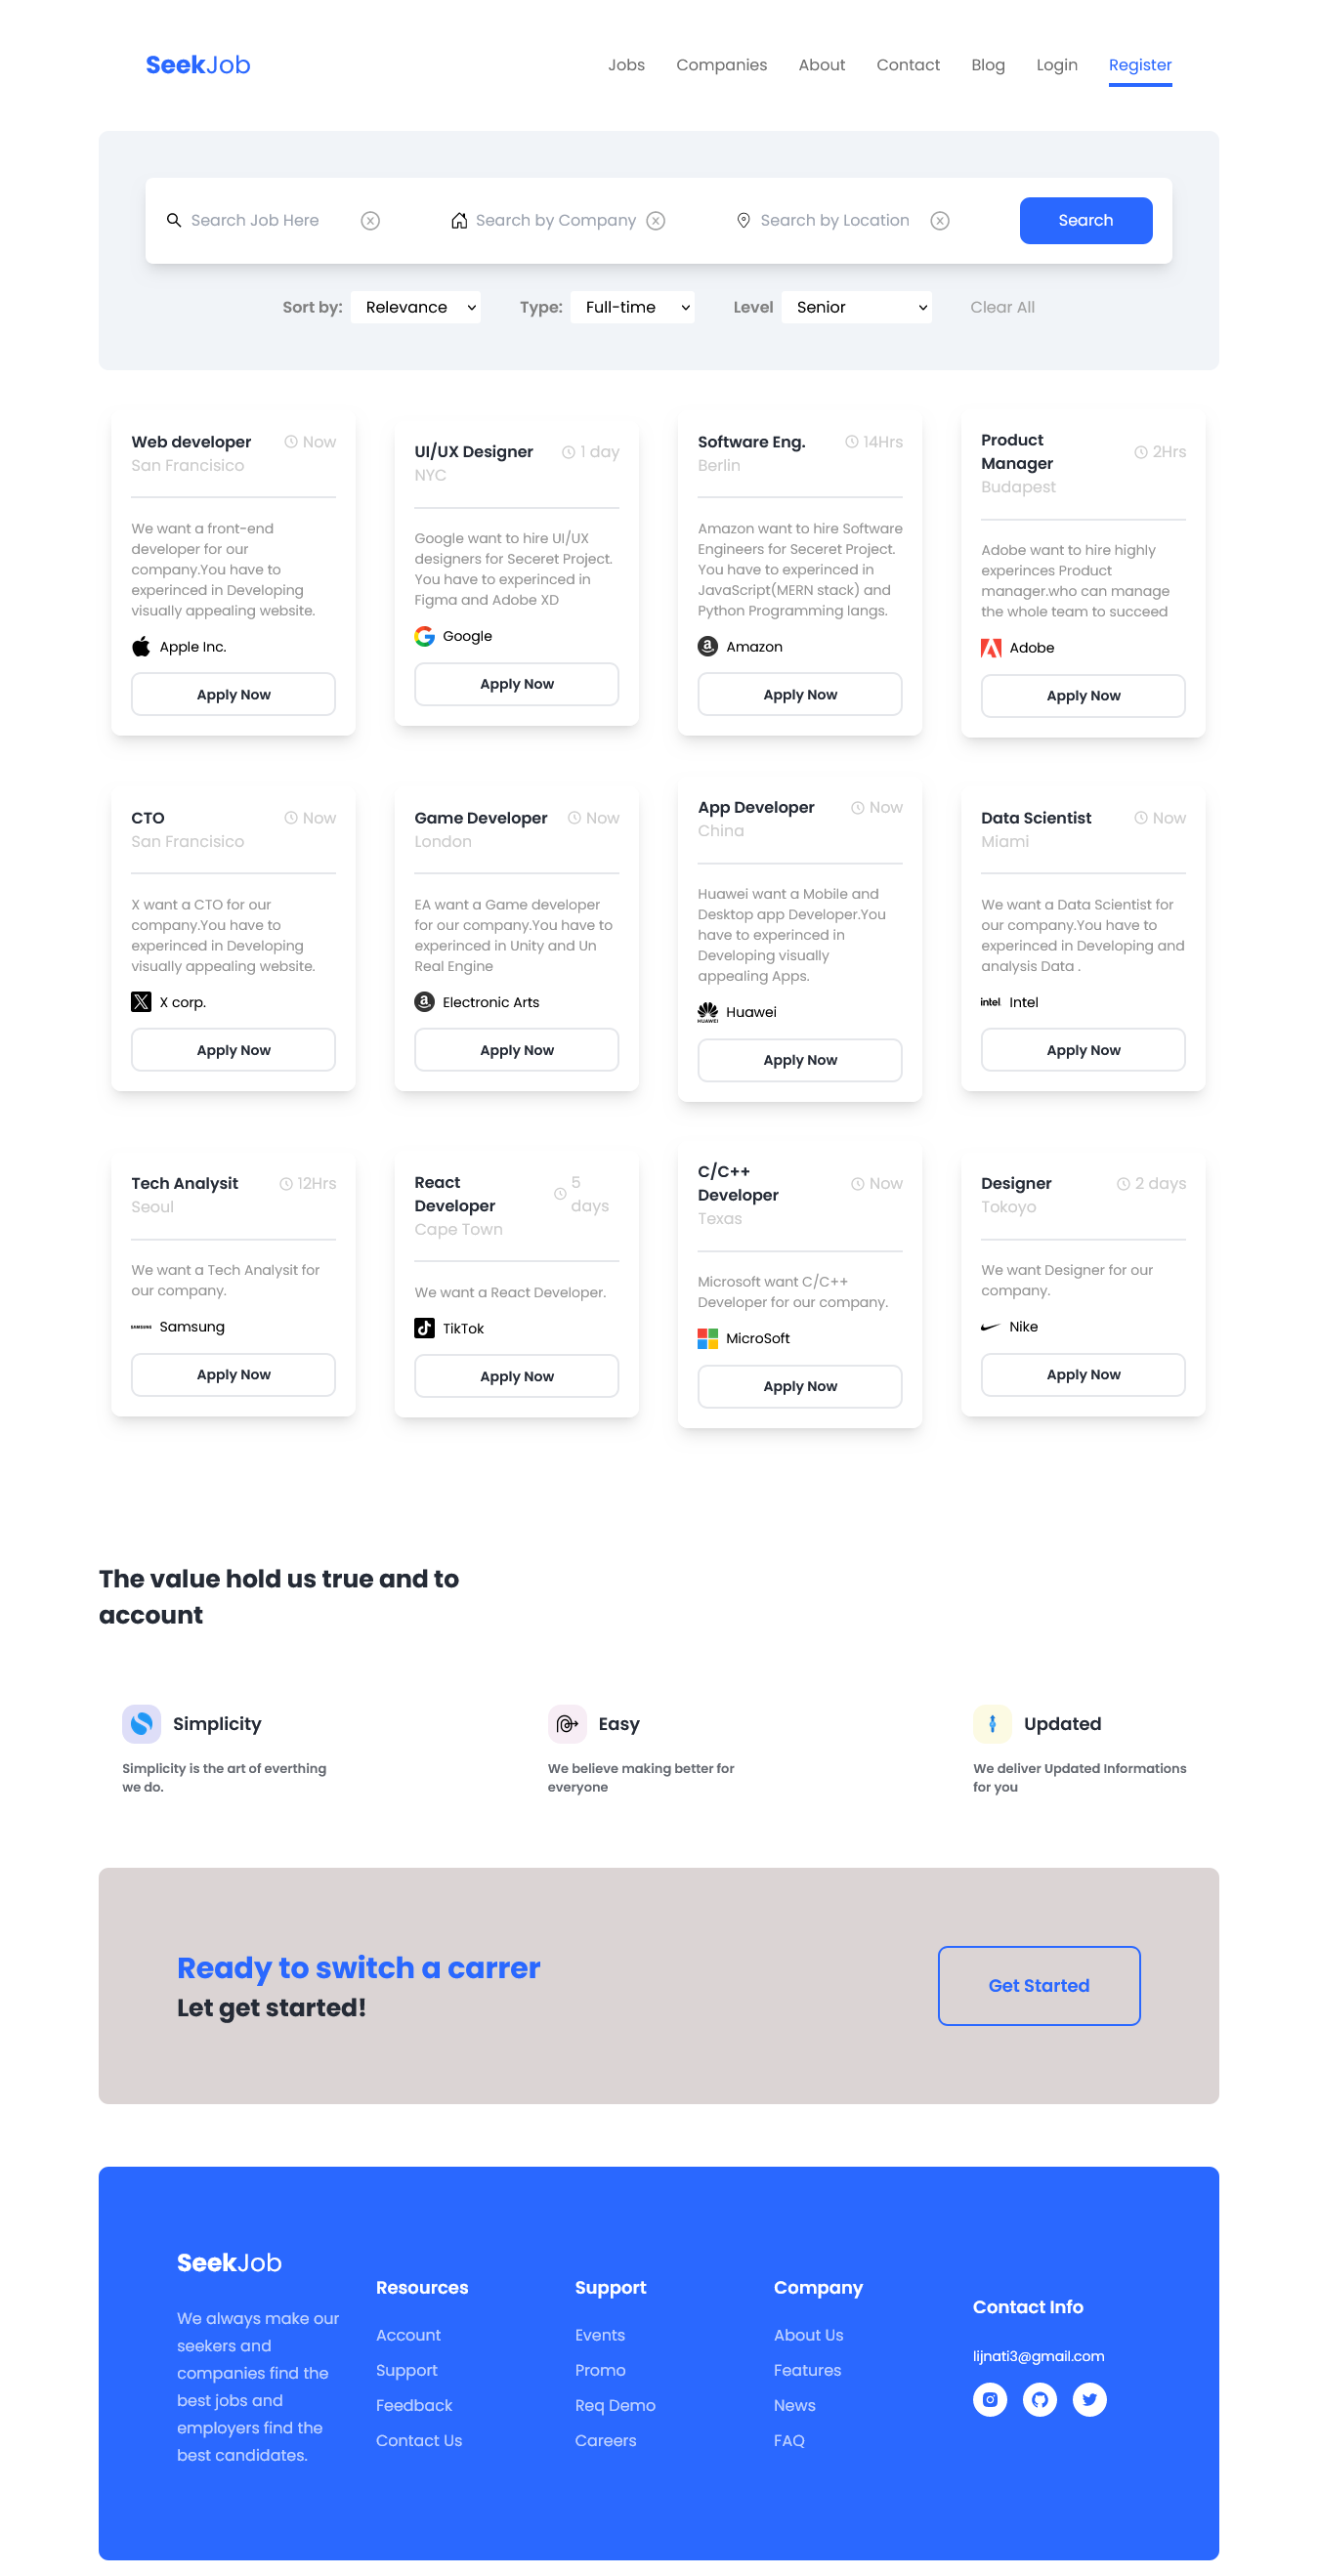 SeekJob
Jobs Companies About Contact Blog Login Register
Search Job Here
Search by Company
Search by Location
Search
Sort by: Relevance
Type: Full-time
Level Senior
Clear All
Web developer
Now
San Francisico
We want a front-end
developer for our
company.You have to
experinced in Developing
visually appealing website.
Apple Inc.
Apply Now
UI/UX Designer
1 day
NYC
Google want to hire UI/UX
designers for Seceret Project.
You have to experinced in
Figma and Adobe XD
Google
Apply Now
Software Eng.
14Hrs
Berlin
Amazon want to hire Software
Engineers for Seceret Project.
You have to experinced in
JavaScript(MERN stack) and
Python Programming langs.
Amazon
Apply Now
Product
Manager
2Hrs
Budapest
Adobe want to hire highly
experinces Product
manager.who can manage
the whole team to succeed
Adobe
Apply Now
CTO
Now
San Francisico
X want a CTO for our
company.You have to
experinced in Developing
visually appealing website.
X corp.
Apply Now
Game Developer
Now
London
EA want a Game developer
for our company.You have to
experinced in Unity and Un
Real Engine
Electronic Arts
Apply Now
App Developer
Now
China
Huawei want a Mobile and
Desktop app Developer.You
have to experinced in
Developing visually
appealing Apps.
HUAWEI
Huawei
Apply Now
Data Scientist
Now
Miami
We want a Data Scientist for
our company.You have to
experinced in Developing and
analysis Data .
intel
Intel
Apply Now
Tech Analysit
12Hrs
Seoul
We want a Tech Analysit for
our company.
SAMSUNG
Samsung
Apply Now
React
Developer
5
days
Cape Town
We want a React Developer.
TikTok
Apply Now
C/C++
Developer
Now
Texas
Microsoft want C/C++
Developer for our company.
MicroSoft
Apply Now
Designer
2 days
Tokoyo
We want Designer for our
company.
Nike
Apply Now
The value hold us true and to
account
Simplicity
Simplicity is the art of everthing
we do.
Easy
We believe making better for
everyone
Updated
We deliver Updated Informations
for you
Ready to switch a carrer
Let get started!
Get Started
SeekJob
We always make our
seekers and
companies find the
best jobs and
employers find the
best candidates.
Resources
Account
Support
Feedback
Contact Us
Support
Events
Promo
Req Demo
Careers
Company
About Us
Features
News
FAQ
Contact Info
lijnati3@gmail.com